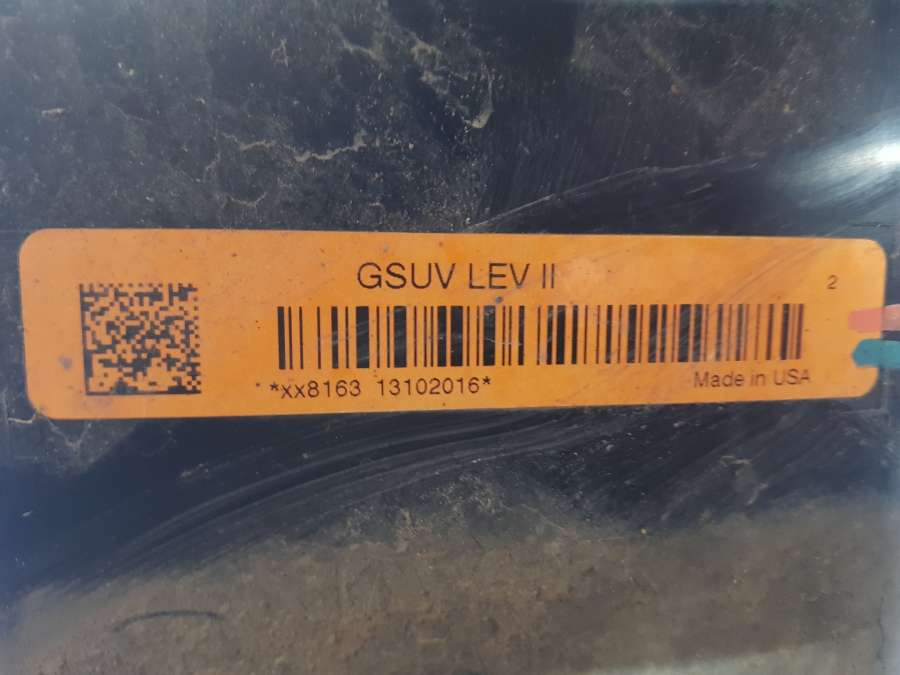 GSUV LEV II
2
*xx8163 13102016*
Made in USA